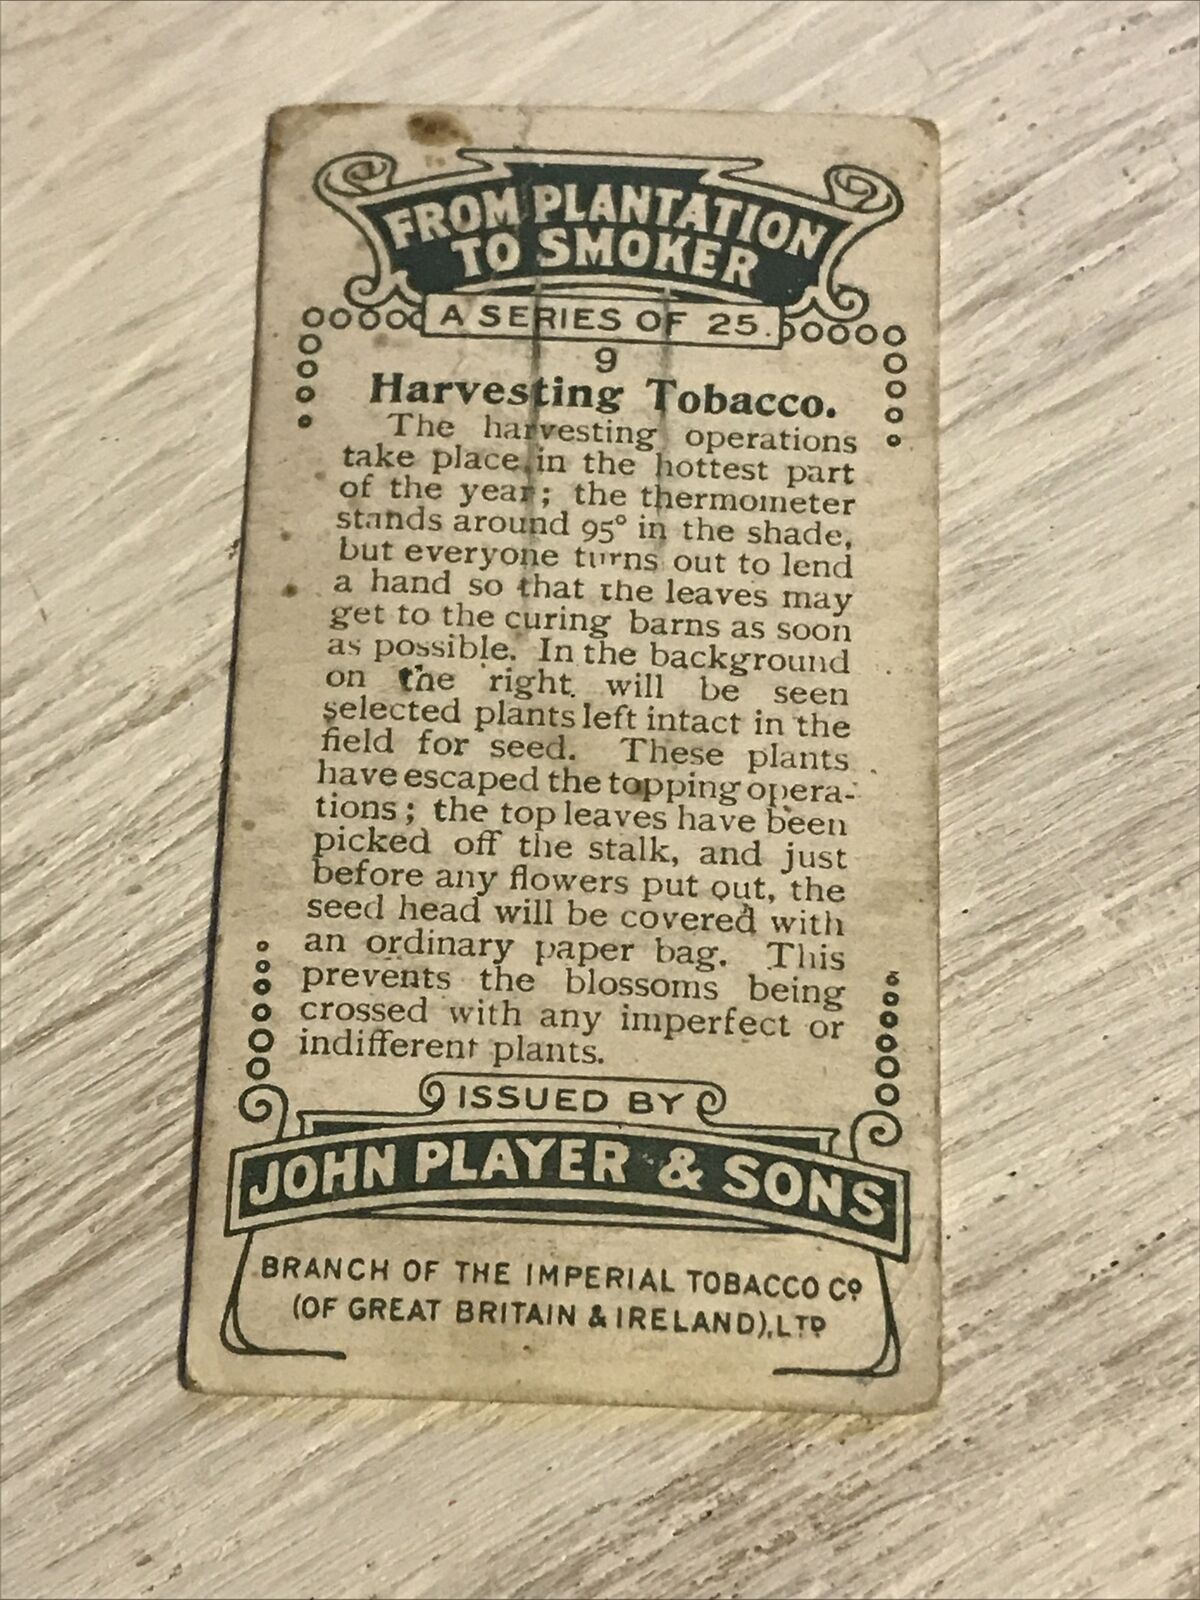 FROM PLANTATION
TO SMOKER
A SERIES OF 25.
9
Harvesting Tobacco.
The harvesting operations
take place in the hottest part
of the year; the thermometer
stands around 95° in the shade,
but everyone turns out to lend
a hand so that the leaves may
get to the curing barns as soon
as possible. In the background
on the right will be seen
selected plants left intact in the
field for seed. These plants
have escaped the topping opera-
tions; the top leaves have been
picked off the stalk, and just
before any flowers put out, the
seed head will be covered with
an ordinary paper bag. This
prevents the blossoms being
crossed with any imperfect or
indifferent plants.
ISSUED BY
JOHN PLAYER & SONS
BRANCH OF THE IMPERIAL TOBACCO Cº
(OF GREAT BRITAIN & IRELAND), LTD